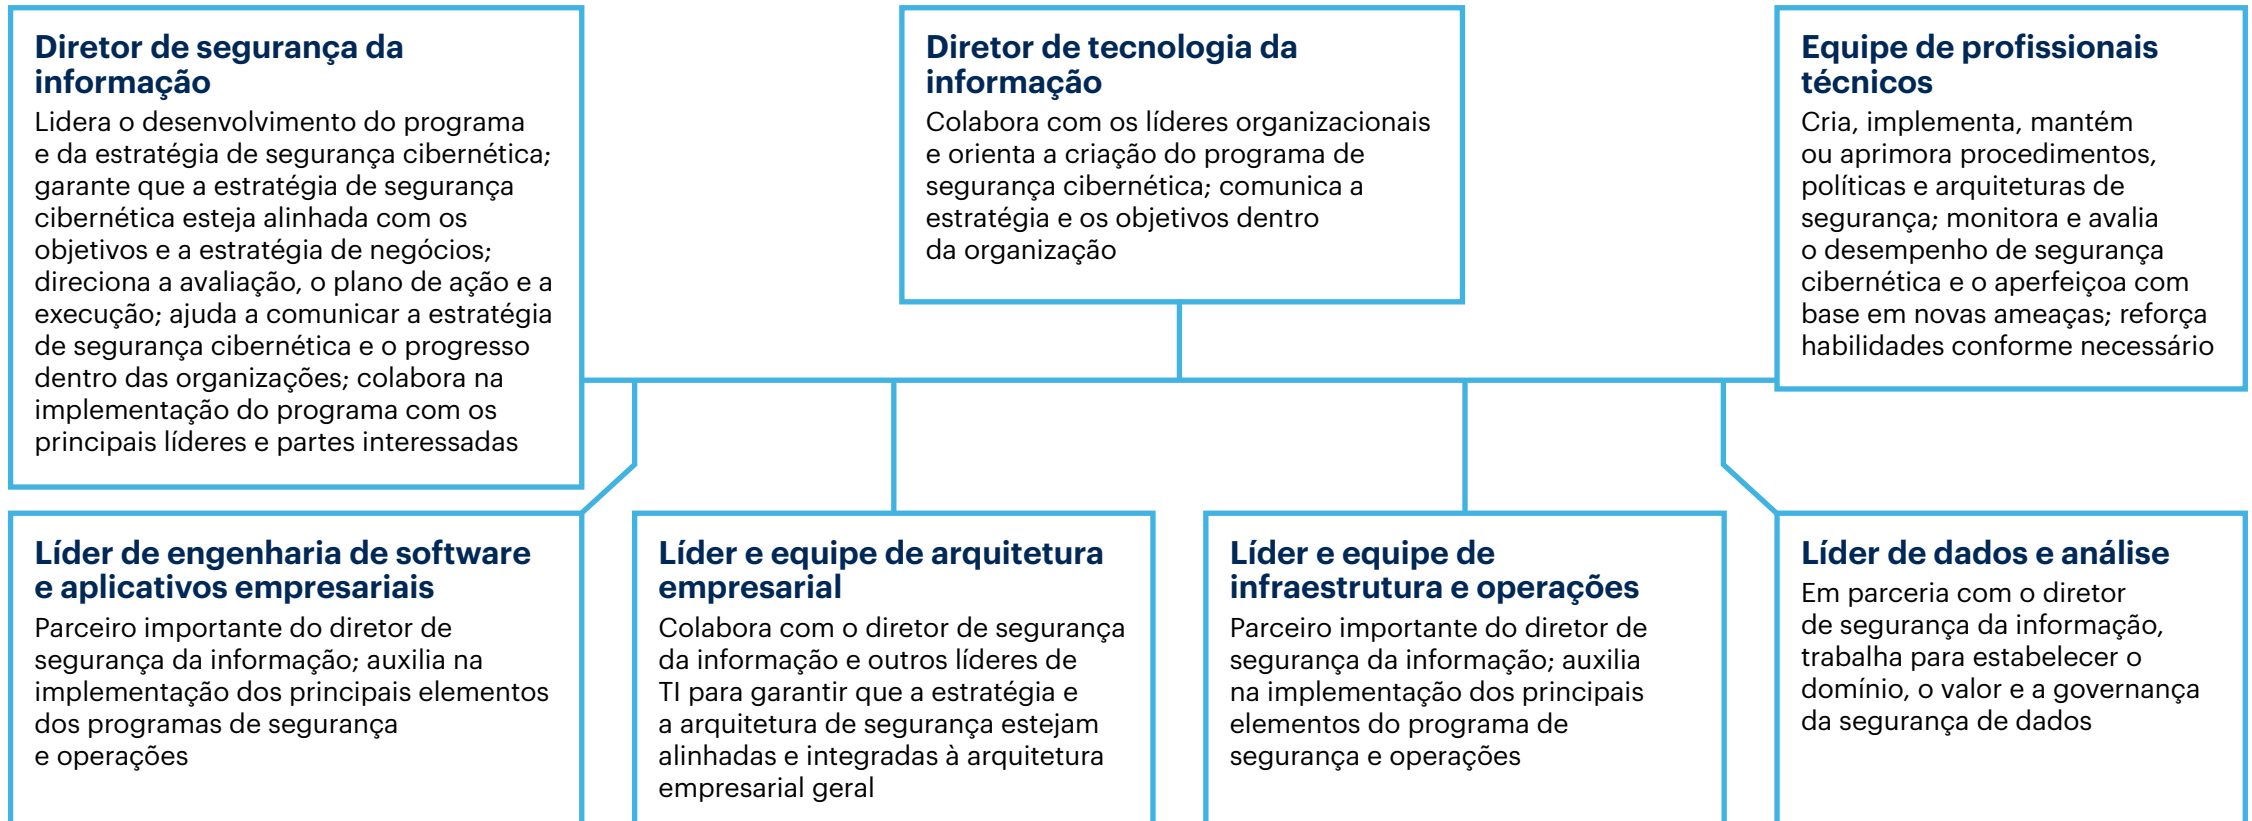 Diretor de segurança da
informação
Lidera o desenvolvimento do programa
e da estratégia de segurança cibernética;
garante que a estratégia de segurança
cibernética esteja alinhada com os
objetivos e a estratégia de negócios;
direciona a avaliação, o plano de ação e a
execução; ajuda a comunicar a estratégia
de segurança cibernética e o progresso
dentro das organizações; colabora na
implementação do programa com os
principais líderes e partes interessadas
Diretor de tecnologia da
informação
Colabora com os líderes organizacionais
e orienta a criação do programa de
segurança cibernética; comunica a
estratégia e os objetivos dentro
da organização
Equipe de profissionais
técnicos
Cria, implementa, mantém
ou aprimora procedimentos,
políticas e arquiteturas de
segurança; monitora e avalia
o desempenho de segurança
cibernética e o aperfeiçoa com
base em novas ameaças; reforça
habilidades conforme necessário
Líder de engenharia de software
e aplicativos empresariais
Parceiro importante do diretor de
segurança da informação; auxilia na
implementação dos principais elementos
dos programas de segurança
e operações
Líder e equipe de arquitetura
empresarial
Colabora com o diretor de segurança
da informação e outros líderes de
TI para garantir que a estratégia e
a arquitetura de segurança estejam
alinhadas e integradas à arquitetura
empresarial geral
Líder e equipe de
infraestrutura e operações
Parceiro importante do diretor de
segurança da informação; auxilia
na implementação dos principais
elementos do programa de
segurança e operações
Líder de dados e análise
Em parceria com o diretor
de segurança da informação,
trabalha para estabelecer o
domínio, o valor e a governança
da segurança de dados